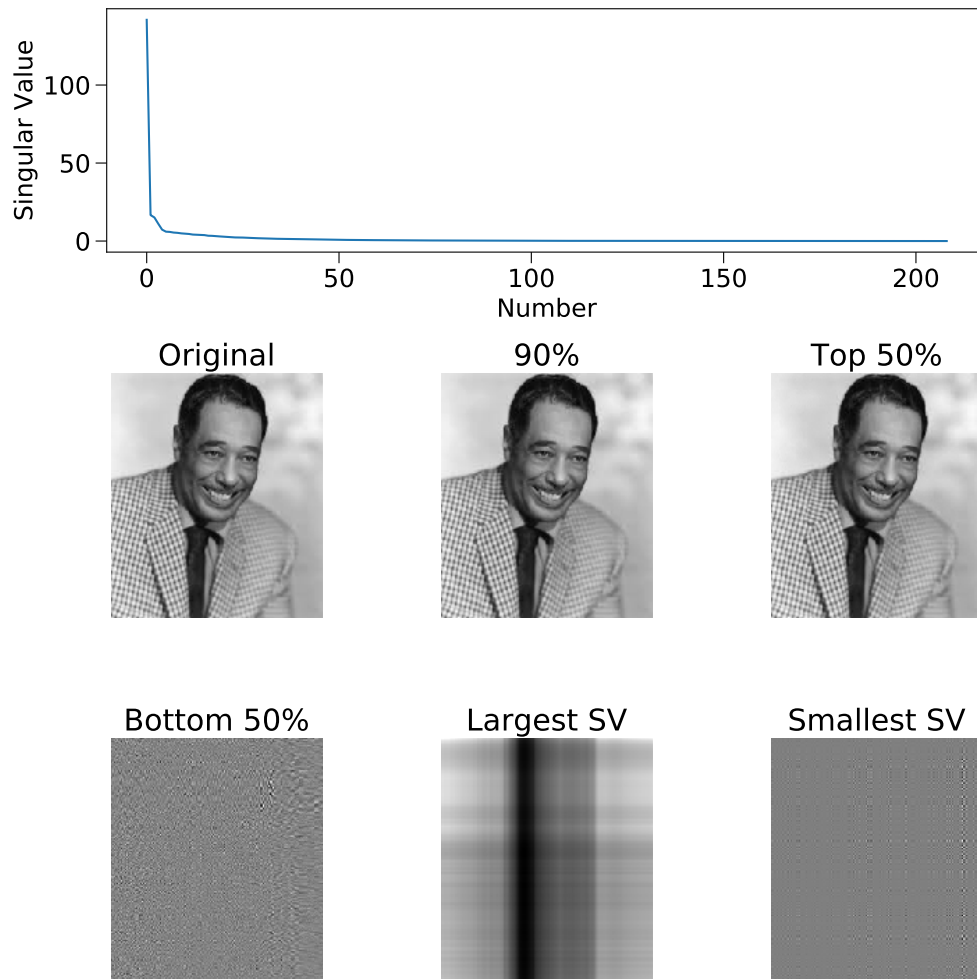 Singular Value
100
50
0
0 50 100 150 200
Number
Original 90% Top 50%
Bottom 50% Largest SV Smallest SV